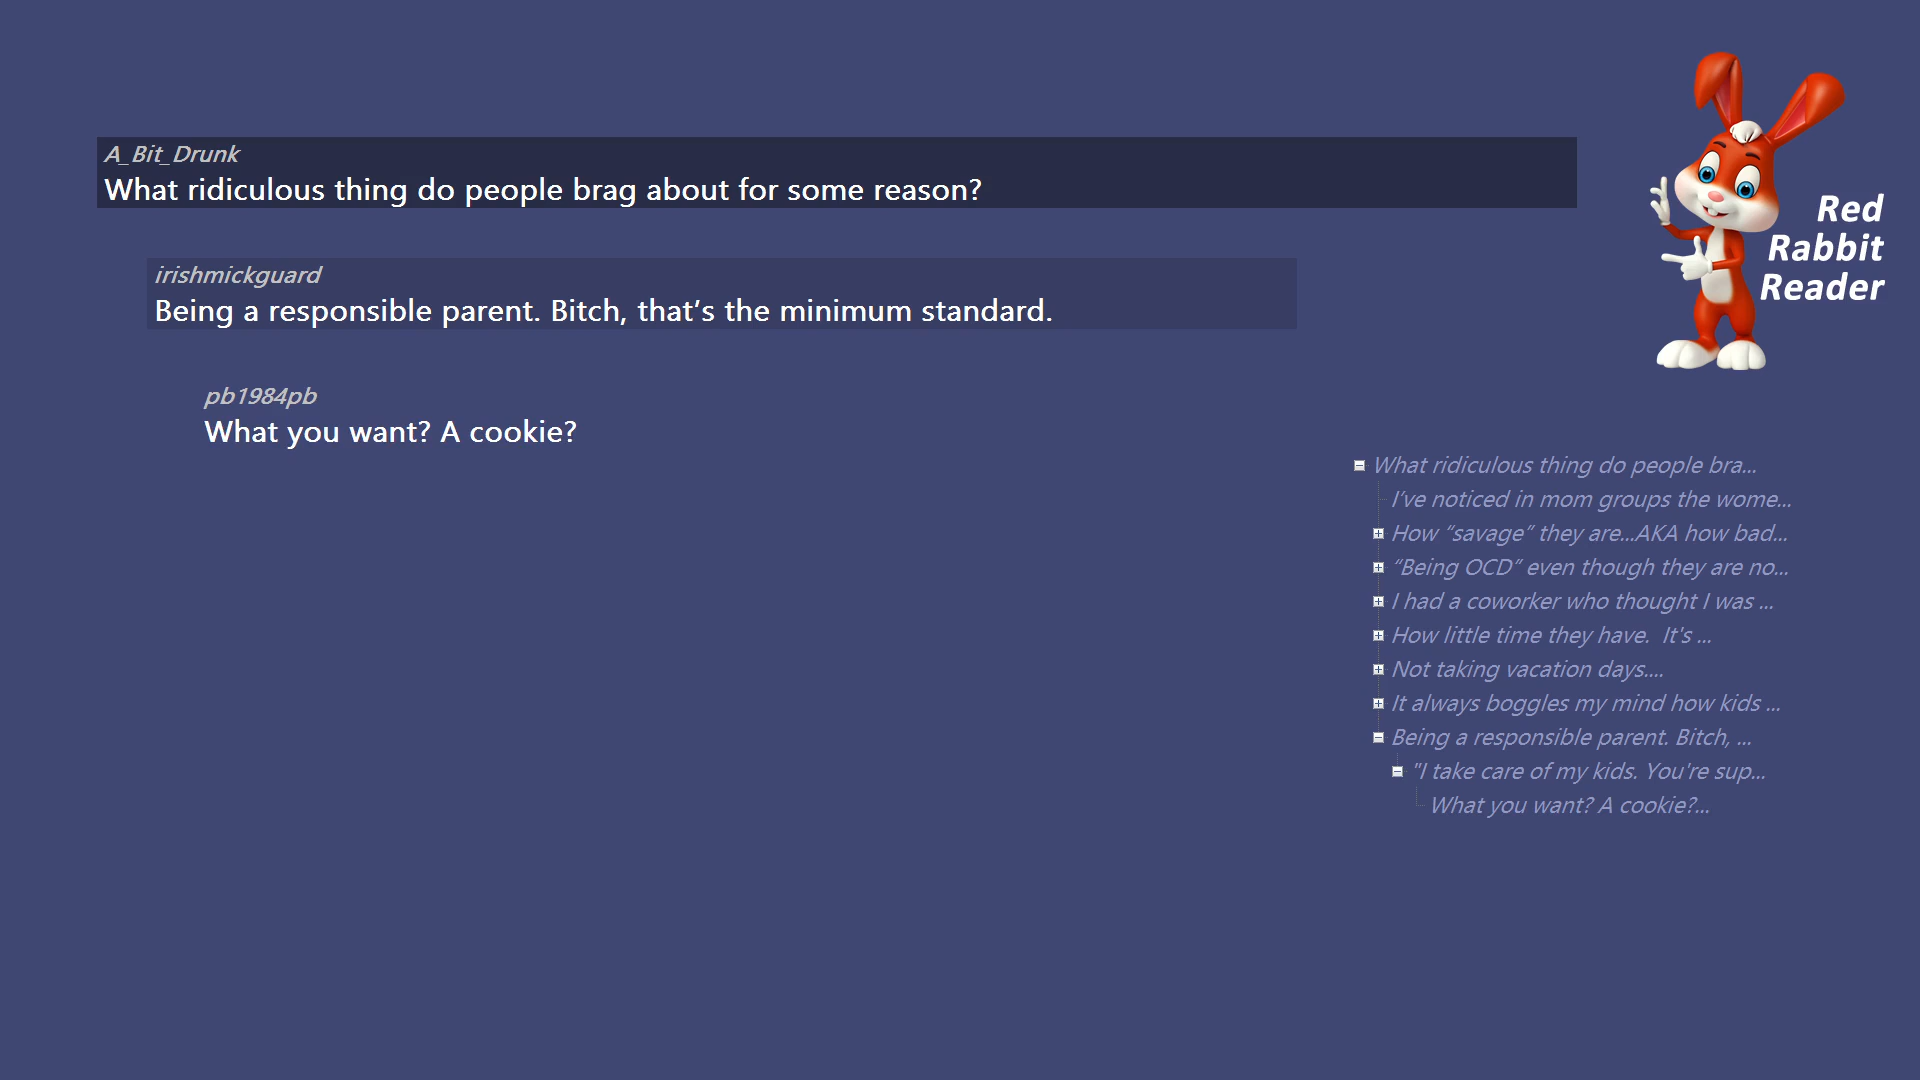 A_Bit_Drunk
What ridiculous thing do people brag about for some reason?
irishmickguard
Being a responsible parent. Bitch, that’s the minimum standard.
pb1984pb
What you want? A cookie?
Red
Rabbit
Reader
What ridiculous thing do people bra...
I’ve noticed in mom groups the wome...
How “savage” they are...AKA how bad...
“Being OCD” even though they are no...
I had a coworker who thought I was ...
How little time they have.  It's ...
Not taking vacation days....
It always boggles my mind how kids ...
Being a responsible parent. Bitch, ...
"I take care of my kids. You're sup...
What you want? A cookie?...